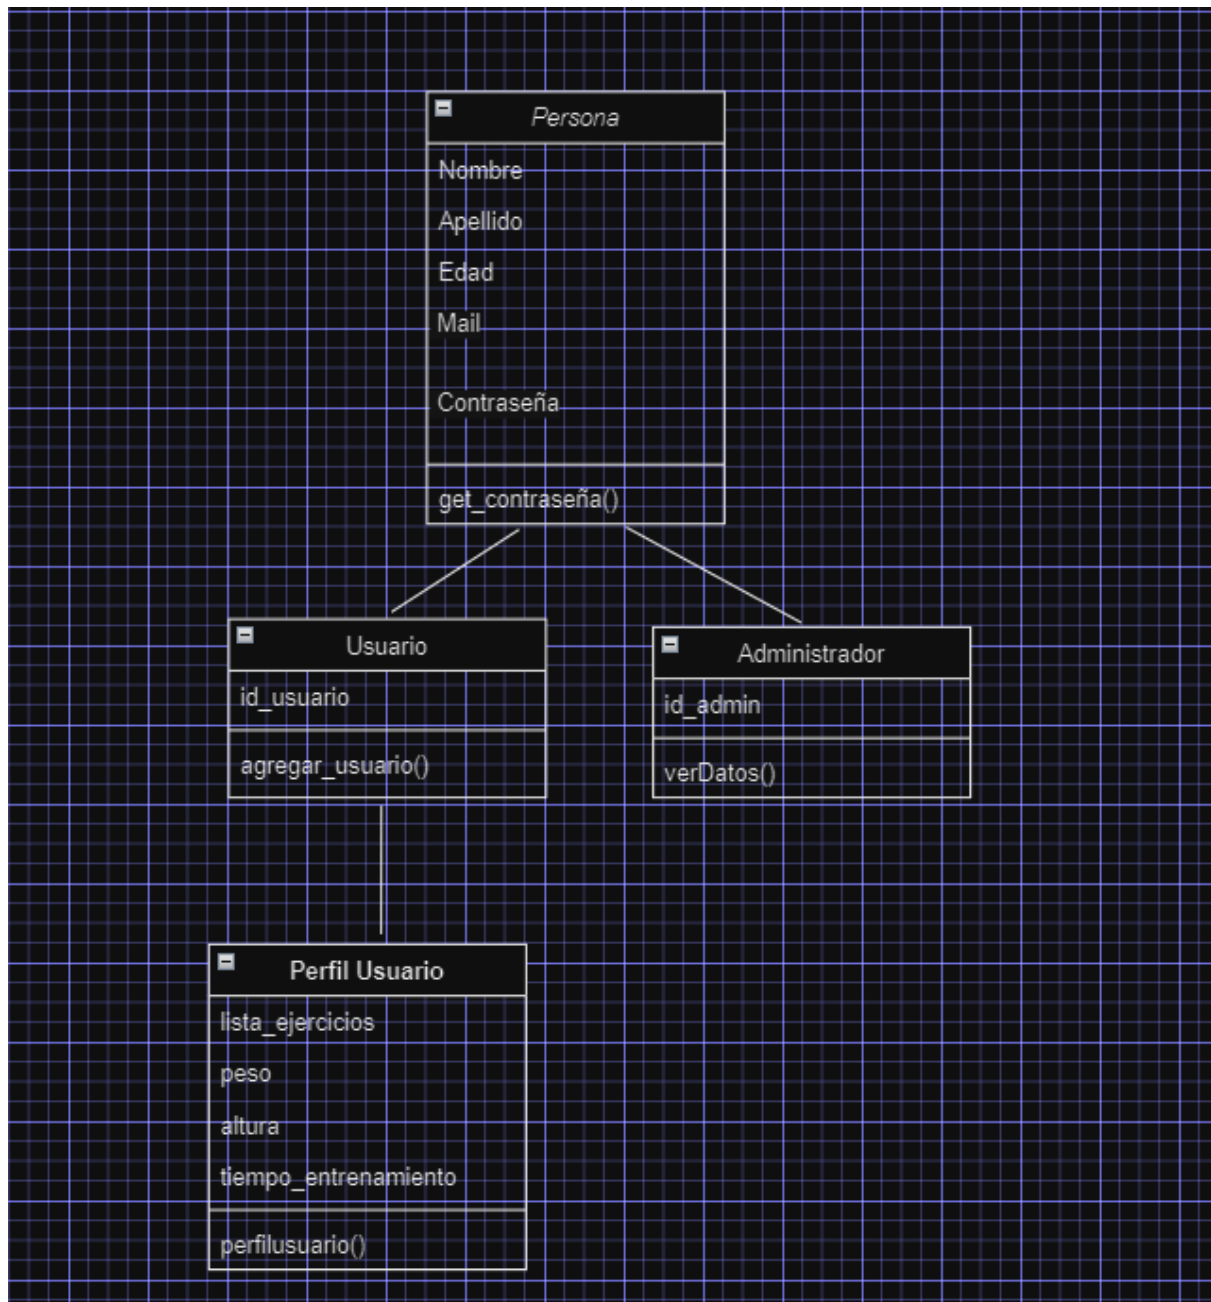 Persona
Nombre
Apellido
Edad
Mail
Contraseña
get_contraseña()
Usuario
id_usuario
agregar_usuario()
Administrador
id_admin
verDatos()
Perfil Usuario
lista_ejercicios
peso
altura
tiempo_entrenamiento
perfilusuario()